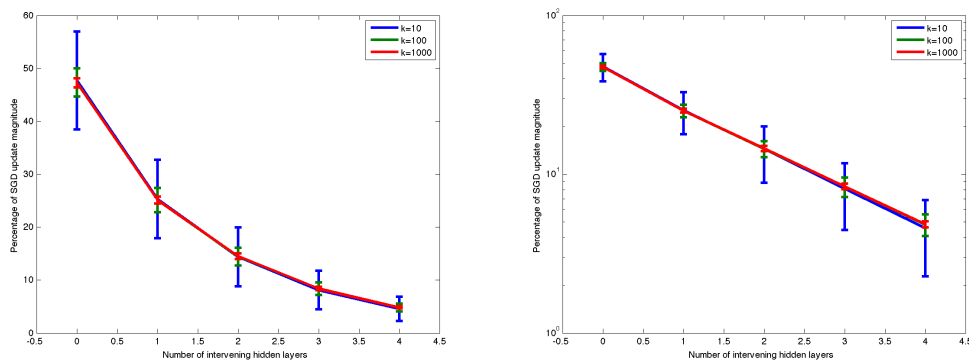 60
50
40
30
20
10
0
-0.5 0 0.5 1 1.5 2 2.5 3 3.5 4 4.5
Percentage of SGD update magnitude
Number of intervening hidden layers
k=10
k=100
k=1000
10^2
10^1
10^0
-0.5 0 0.5 1 1.5 2 2.5 3 3.5 4 4.5
Percentage of SGD update magnitude
Number of intervening hidden layers
k=10
k=100
k=1000